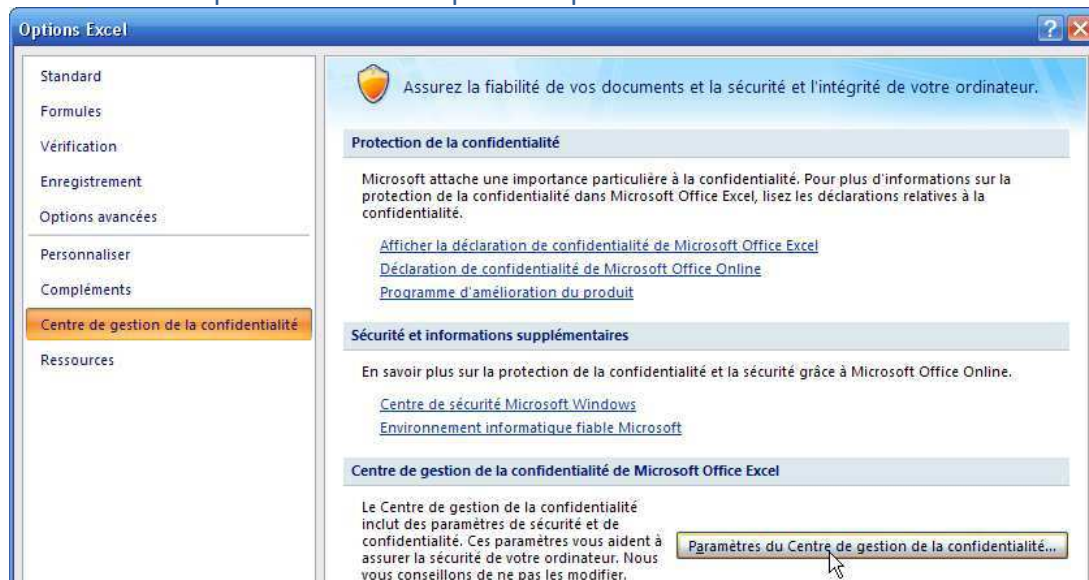 Options Excel
Standard
Formules
Vérification
Enregistrement
Options avancées
Personnaliser
Compléments
Centre de gestion de la confidentialité
Ressources
Assurez la fiabilité de vos documents et la sécurité et l'intégrité de votre ordinateur.
Protection de la confidentialité
Microsoft attache une importance particulière à la confidentialité. Pour plus d'informations sur la
protection de la confidentialité dans Microsoft Office Excel, lisez les déclarations relatives à la
confidentialité.
Afficher la déclaration de confidentialité de Microsoft Office Excel
Déclaration de confidentialité de Microsoft Office Online
Programme d'amélioration du produit
Sécurité et informations supplémentaires
En savoir plus sur la protection de la confidentialité et la sécurité grâce à Microsoft Office Online.
Centre de sécurité Microsoft Windows
Environnement informatique fiable Microsoft
Centre de gestion de la confidentialité de Microsoft Office Excel
Le Centre de gestion de la confidentialité
inclut des paramètres de sécurité et de
confidentialité. Ces paramètres vous aident à
assurer la sécurité de votre ordinateur. Nous
vous conseillons de ne pas les modifier.
Paramètres du Centre de gestion de la confidentialité...